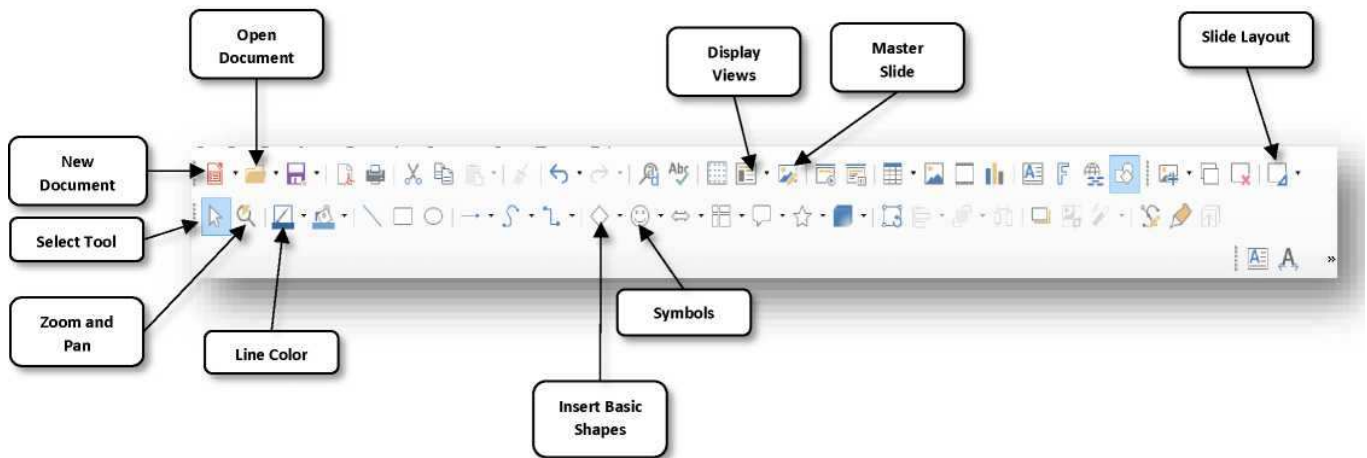 Open
Document
Display
Views
Master
Slide
Slide Layout
New
Document
Abc
A
F
Select Tool
A
A
»
Zoom and
Pan
Line Color
Symbols
Insert Basic
Shapes